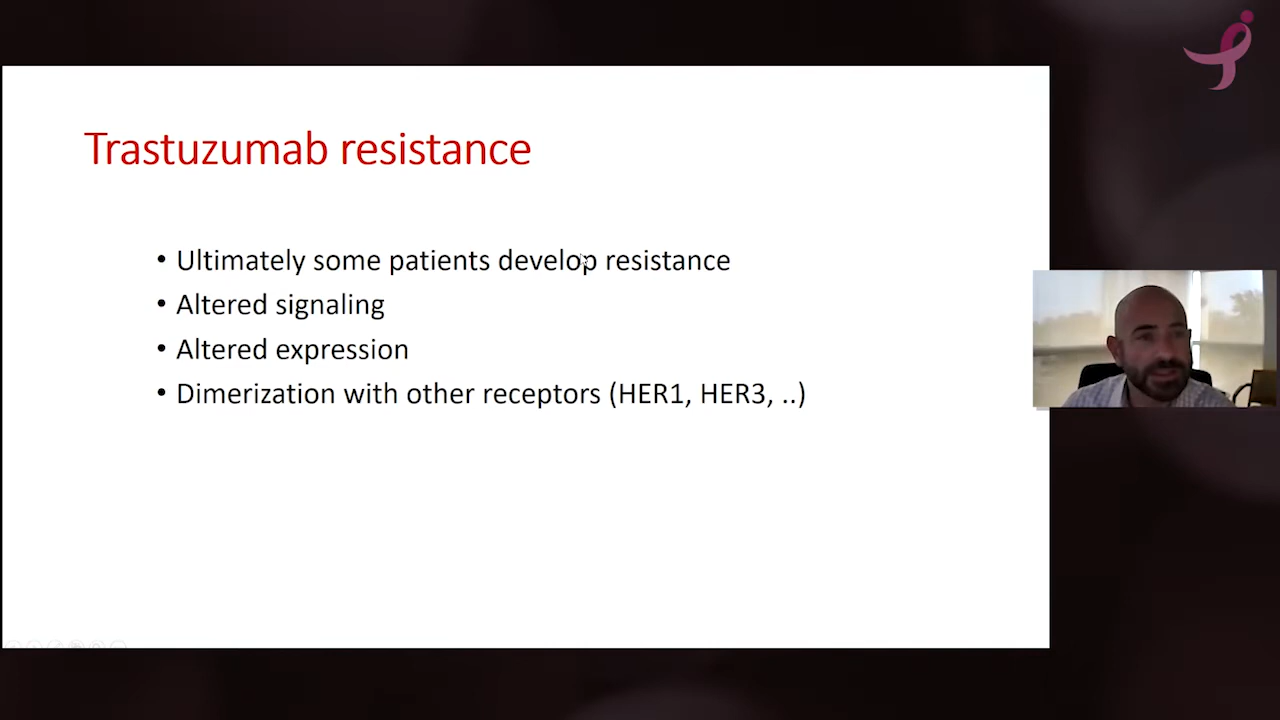 Trastuzumab resistance
• Ultimately some patients develop resistance
• Altered signaling
• Altered expression
• Dimerization with other receptors (HER1, HER3, ..)